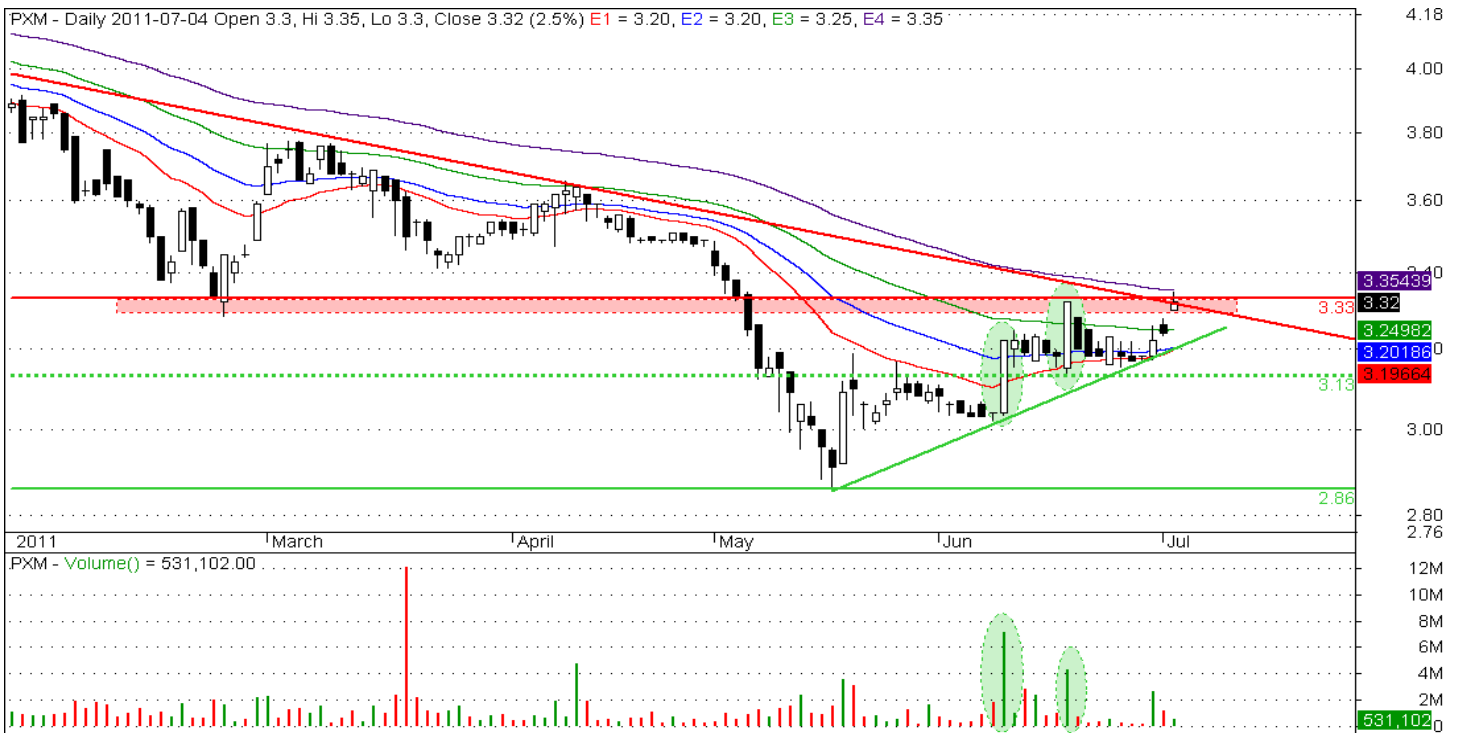 PXM - Daily 2011-07-04 Open 3.3, Hi 3.35, Lo 3.3, Close 3.32 (2.5%) E1 = 3.20, E2 = 3.20, E3 = 3.25, E4 = 3.35
4.18
4.00
3.80
3.60
3.35439
3.33
3.32
3.24982
3.20186
3.19664
3.13
3.00
2.86
2.80
2.76
2011 March April May Jun Jul
PXM - Volume() = 531,102.00
12M
10M
8M
6M
4M
2M
531,102
0